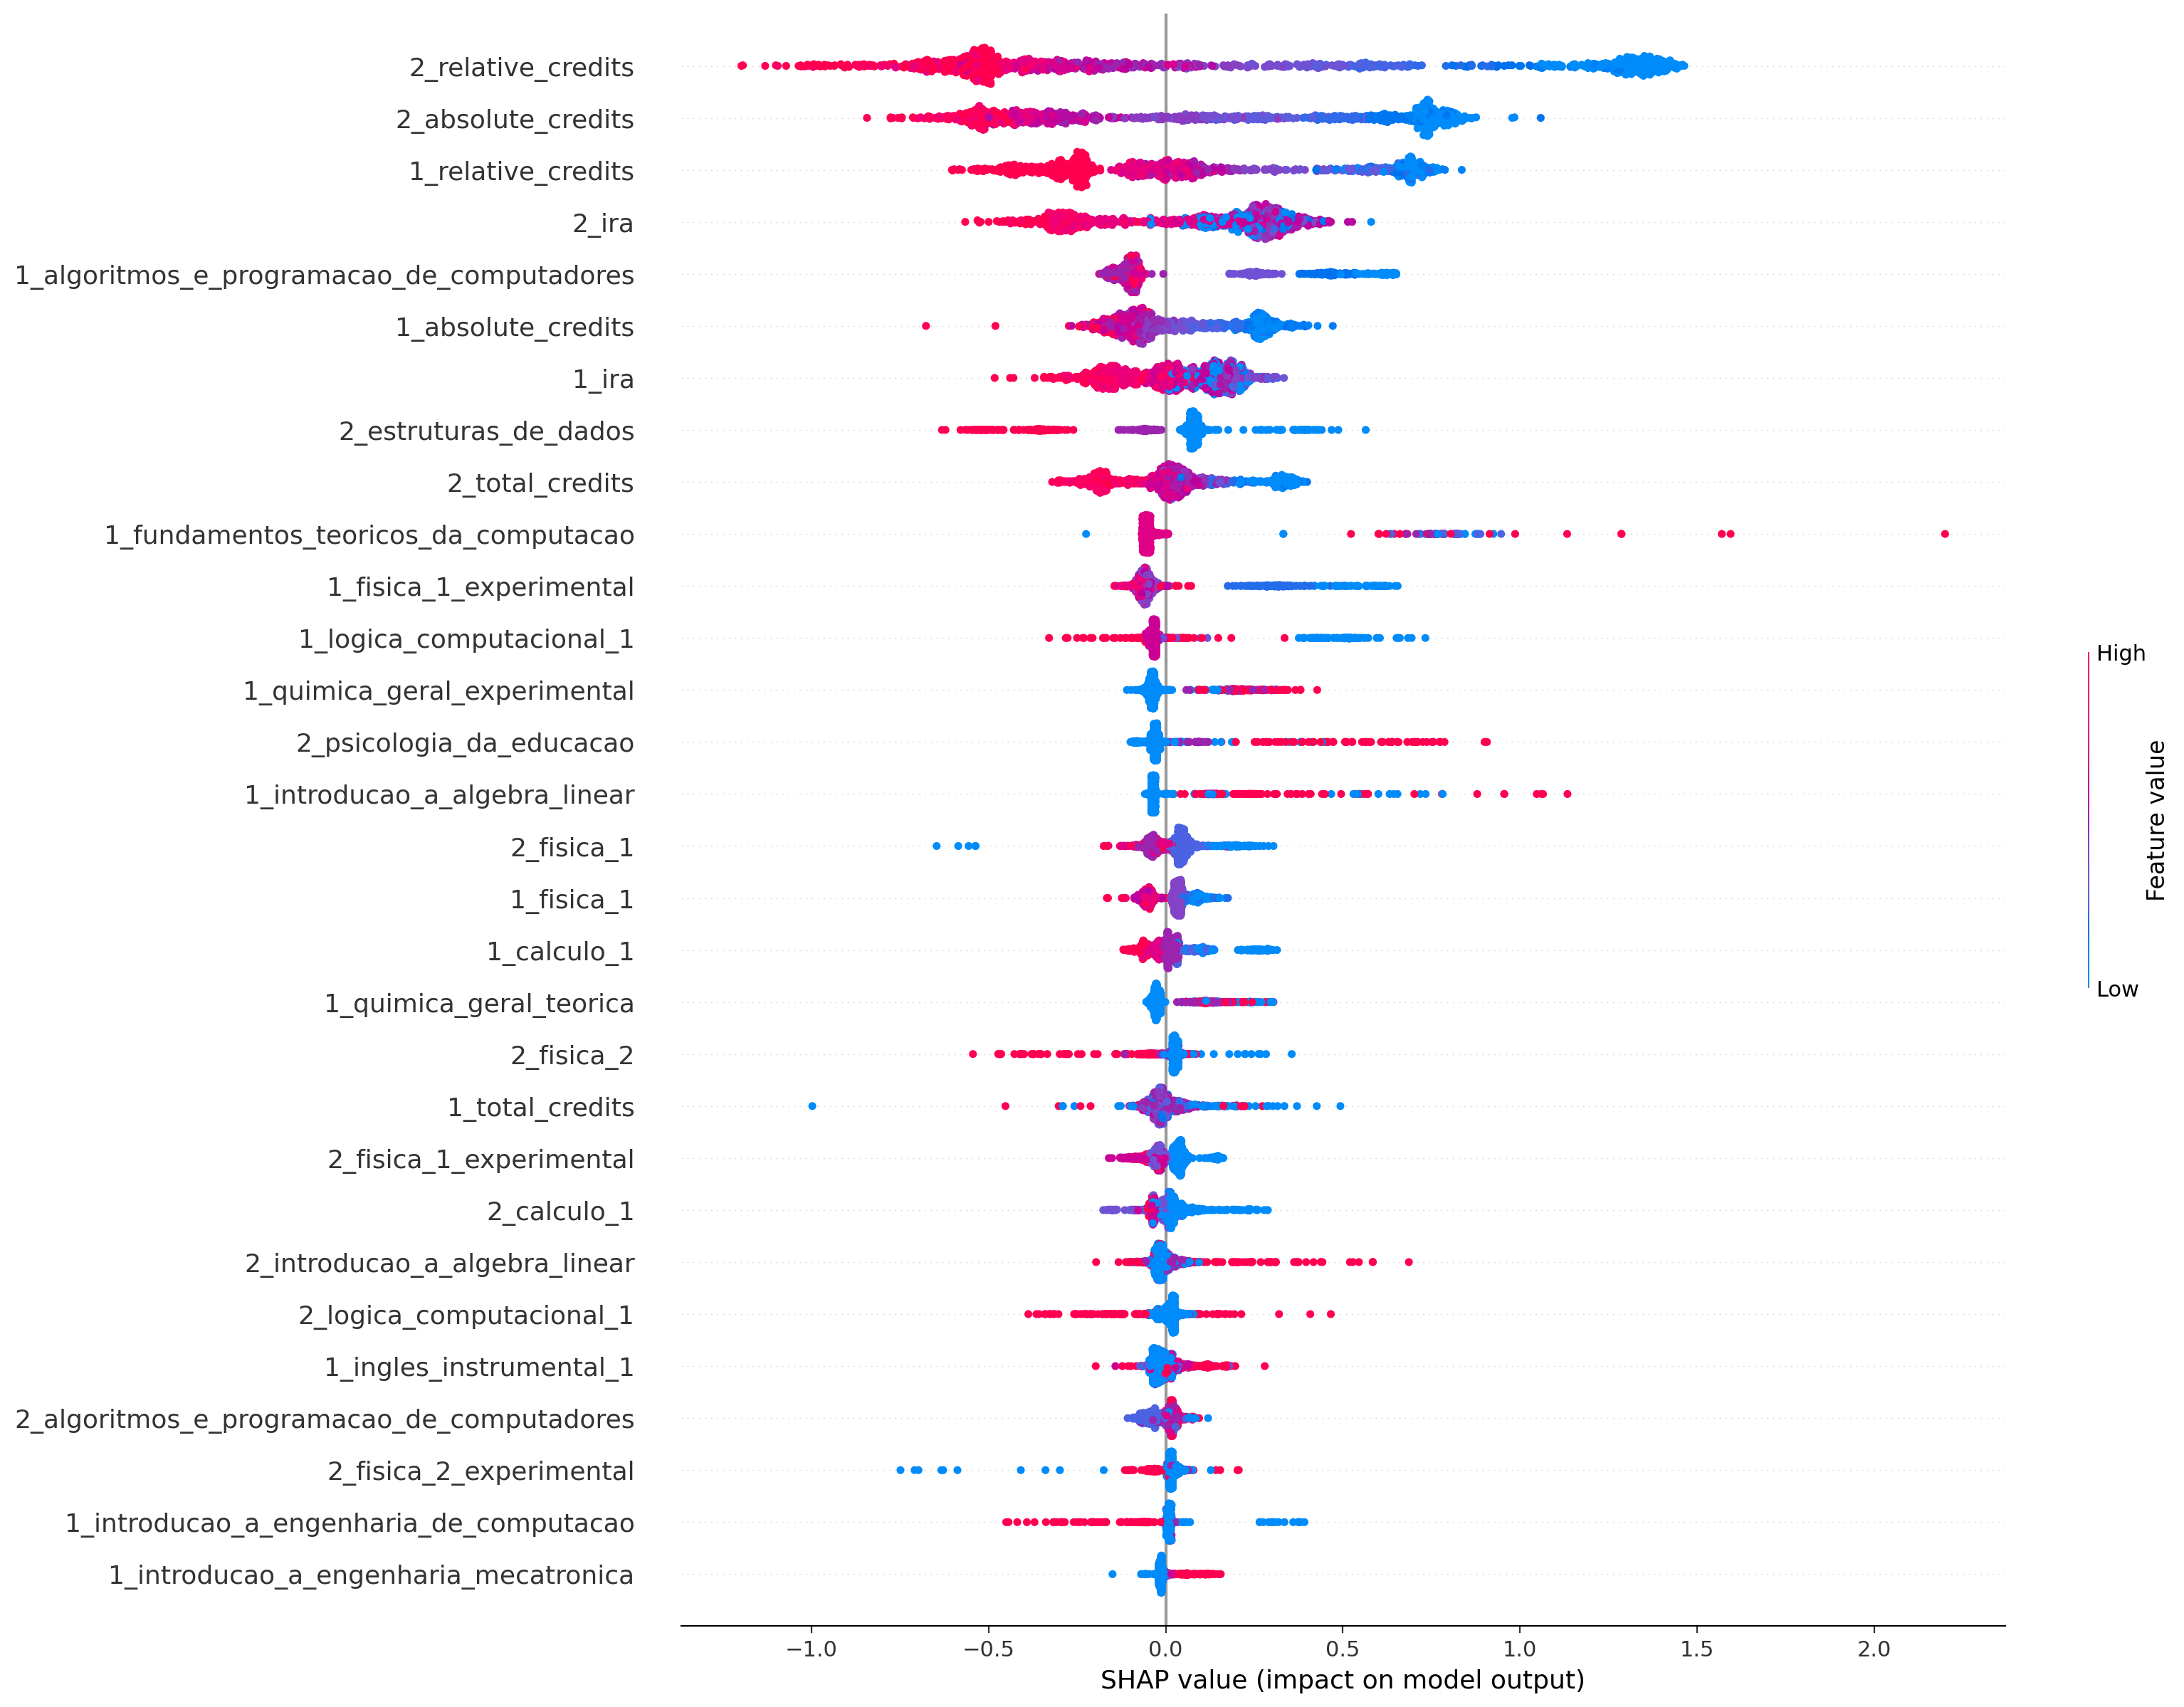 2_relative_credits
2_absolute_credits
1_relative_credits
2_ira
1_algoritmos_e_programacao_de_computadores
1_absolute_credits
1_ira
2_estruturas_de_dados
2_total_credits
1_fundamentos_teoricos_da_computacao
1_fisica_1_experimental
1_logica_computacional_1
1_quimica_geral_experimental
2_psicologia_da_educacao
1_introducao_a_algebra_linear
2_fisica_1
1_fisica_1
1_calculo_1
1_quimica_geral_teorica
2_fisica_2
1_total_credits
2_fisica_1_experimental
2_calculo_1
2_introducao_a_algebra_linear
2_logica_computacional_1
1_ingles_instrumental_1
2_algoritmos_e_programacao_de_computadores
2_fisica_2_experimental
1_introducao_a_engenharia_de_computacao
1_introducao_a_engenharia_mecatronica
−1.0 −0.5 0.0 0.5 1.0 1.5 2.0
SHAP value (impact on model output)
High
Feature value
Low